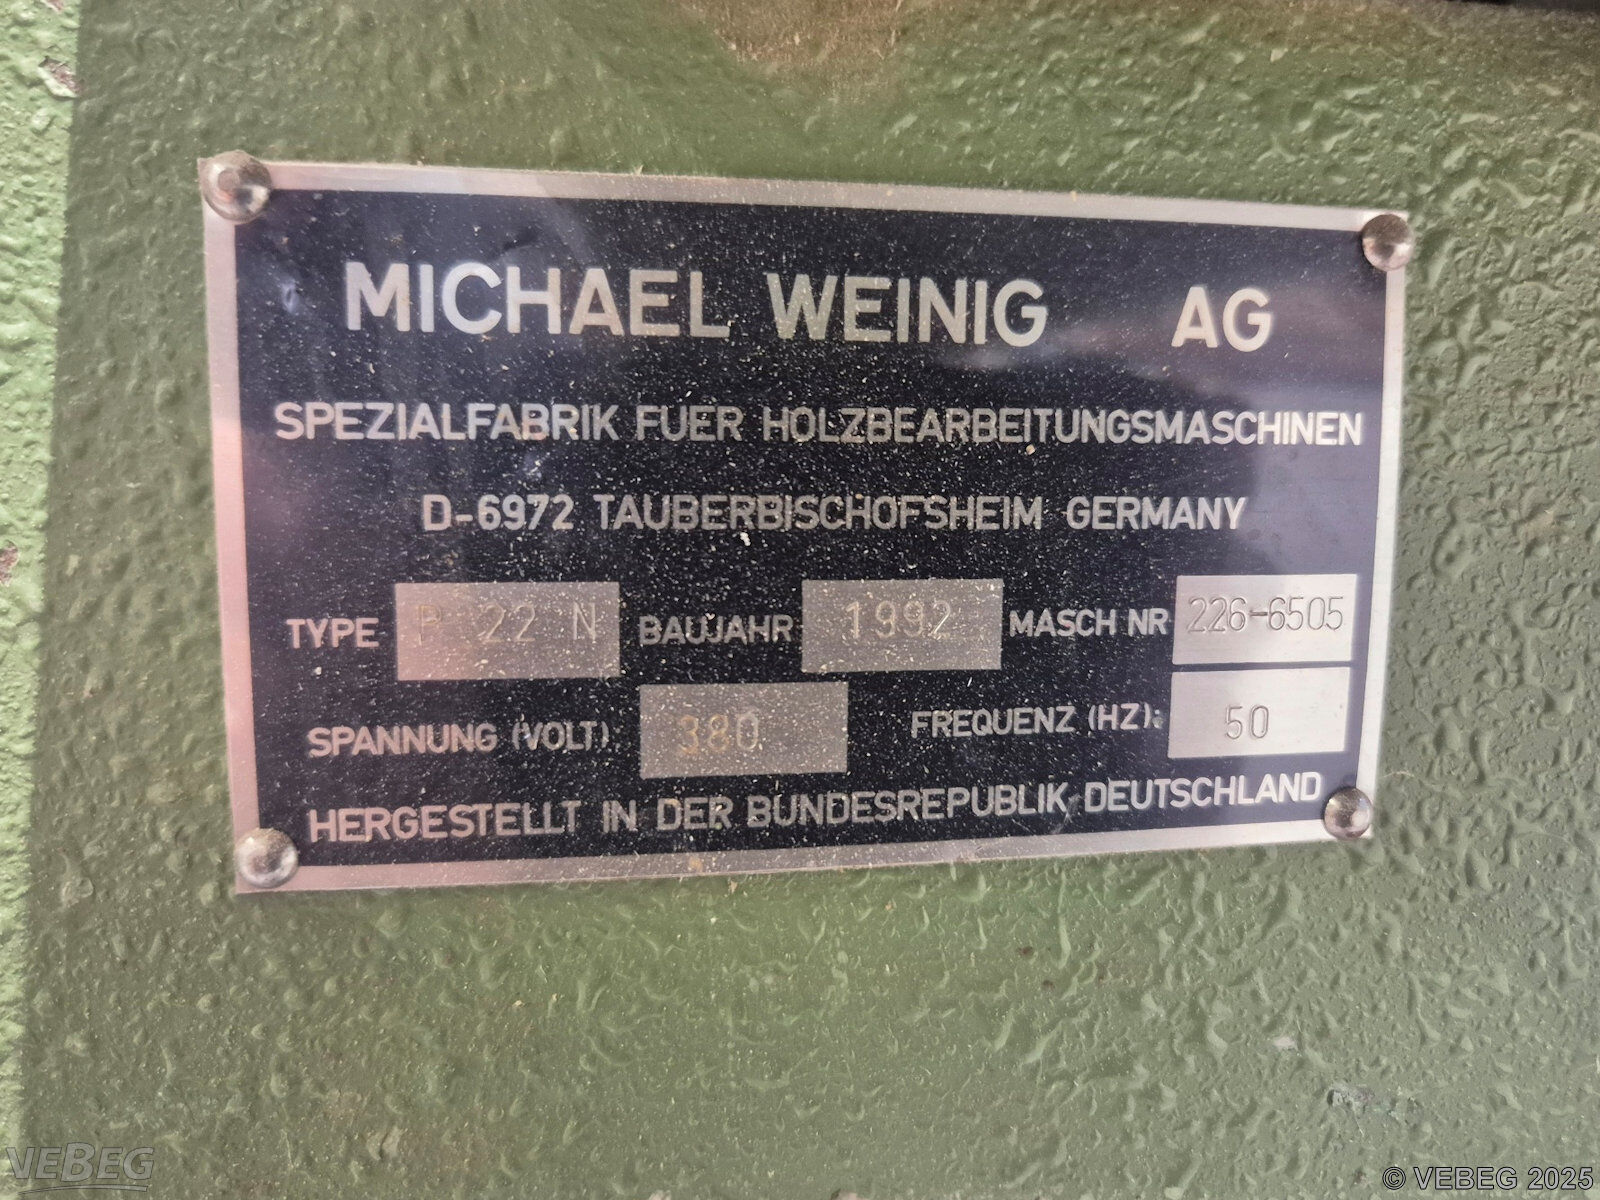 MICHAEL WEINIG AG
SPEZIALFABRIK FUER HOLZBEARBEITUNGSMASCHINEN
D-6972 TAUBERBISCHOFSHEIM GERMANY
TYPE P 22 N BAUJAHR 1992 MASCH NR 226-6505
SPANNUNG (VOLT): 380 FREQUENZ (HZ): 50
HERGESTELLT IN DER BUNDESREPUBLIK DEUTSCHLAND
VEBEG
© VEBEG 2025